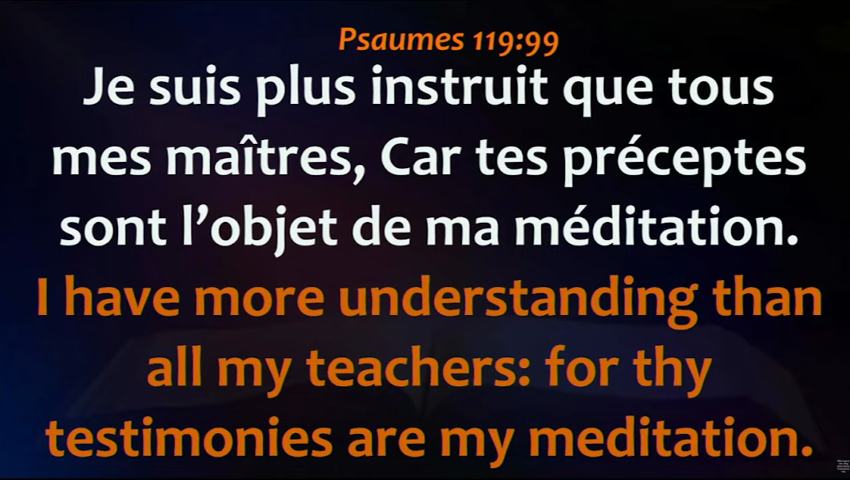 Psaumes 119:99
Je suis plus instruit que tous
mes maîtres, Car tes préceptes
sont l’objet de ma méditation.
I have more understanding than
all my teachers: for thy
testimonies are my meditation.